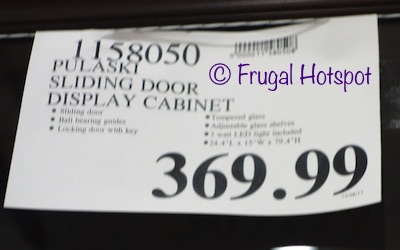 1158050
© Frugal Hotspot
PULASKI
SLIDING DOOR
DISPLAY CABINET
• Sliding door
• Ball bearing guides
• Locking door with key
• Tempered glass
• Adjustable glass shelves
• 3 watt LED light included
• 24.4"L x 15"W x 79.4"H
369.99